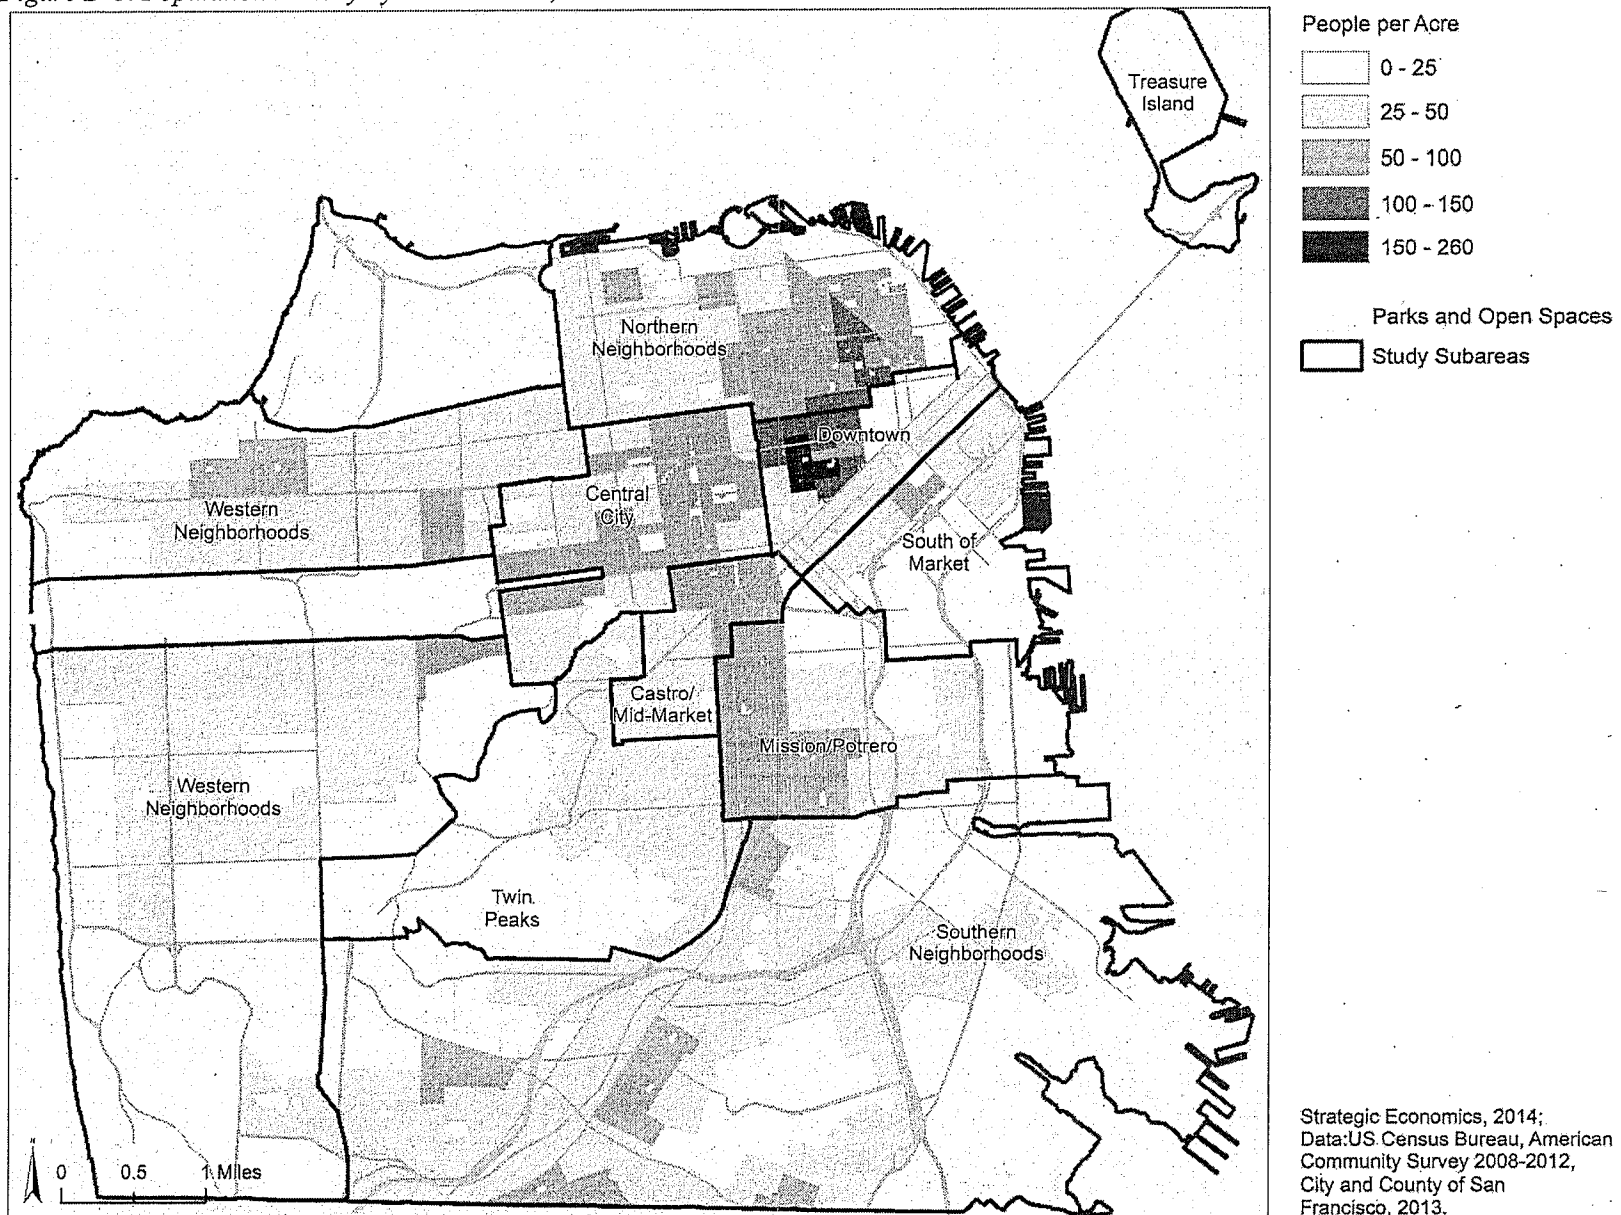 People per Acre
0 - 25
25 - 50
50 - 100
100 - 150
150 - 260
Parks and Open Spaces
Study Subareas
Treasure
Island
Northern
Neighborhoods
Downtown
Central
City
Western
Neighborhoods
South of
Market
Castro/
Mid-Market
Mission/Potrero
Western
Neighborhoods
Twin
Peaks
Southern
Neighborhoods
0 0.5 1 Miles
Strategic Economics, 2014;
Data:US Census Bureau, American
Community Survey 2008-2012,
City and County of San
Francisco, 2013.